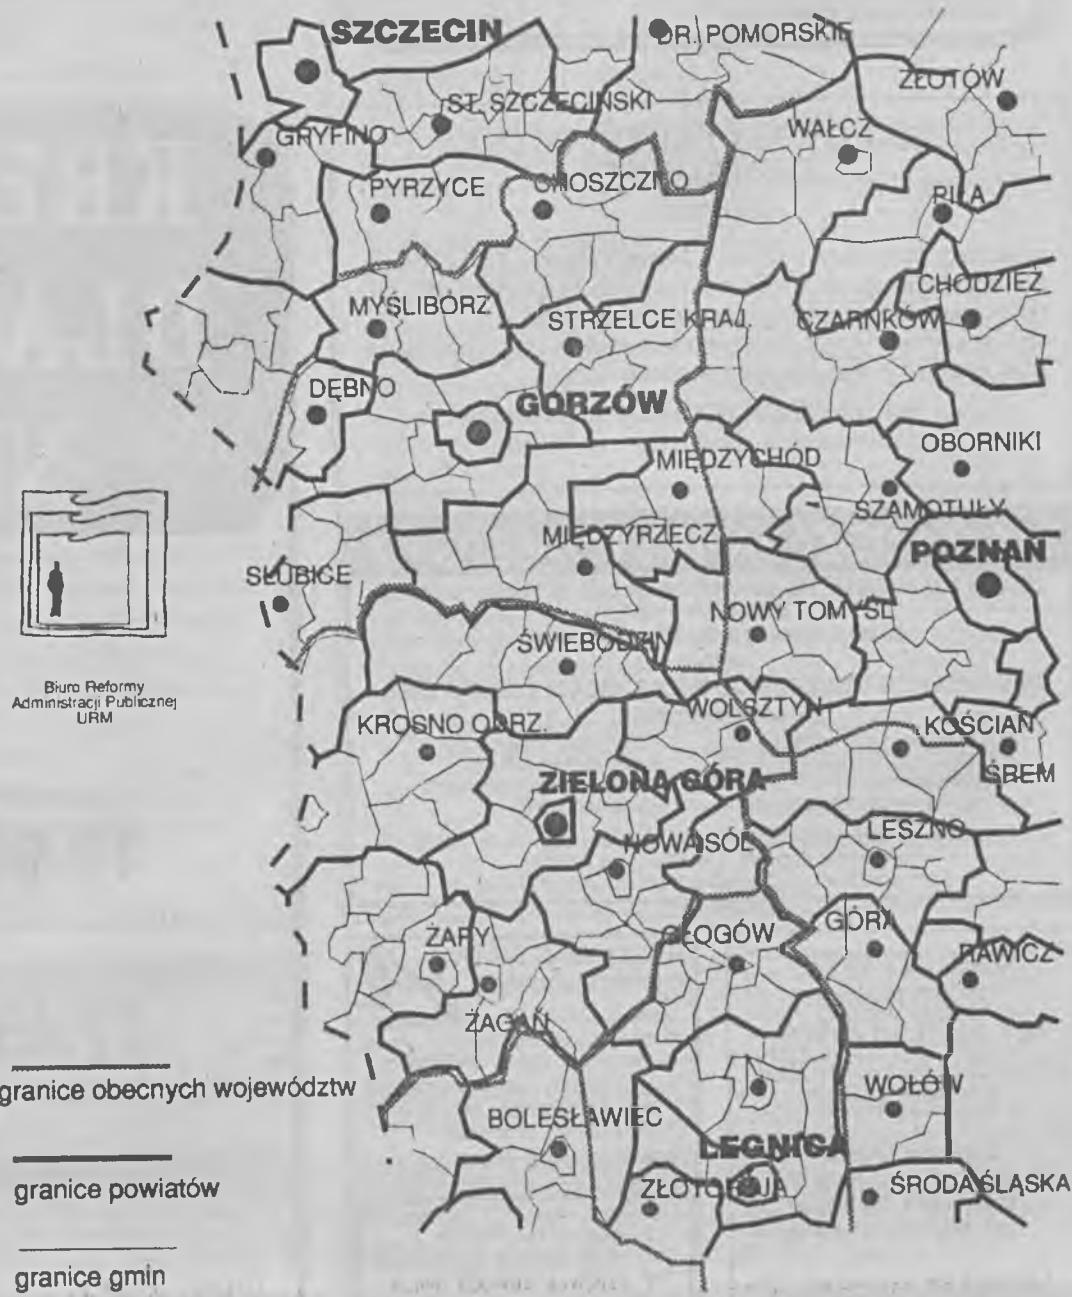 SZCZECIN
DR. POMORSKIE
ZŁOTÓW
ST. SZCZECIŃSKI
WAŁCZ
GRYFINO
PYRZYCE
CHOSZCZNO
PIŁA
CHODZIEŻ
MYŚLIBÓRZ
STRZELCE KRAJ.
CZARNKÓW
DĘBNO
GORZÓW
OBORNIKI
MIĘDZYCHÓD
SZAMOTUŁY
MIĘDZYRZECZ
POZNAŃ
SŁUBICE
NOWY TOMYŚL
ŚWIEBODZIN
Biuro Reformy
Administracji Publicznej
URM
WOLSZTYN
KROSNO ODRZ.
KOŚCIAN
ŚREM
ZIELONA GÓRA
LESZNO
NOWA SÓL
GÓRA
ŻARY
GŁOGÓW
RAWICZ
ŻAGAŃ
granice obecnych województw
WOŁÓW
BOLESŁAWIEC
LEGNICA
granice powiatów
ZŁOTORYJA
ŚRODA ŚLĄSKA
granice gmin